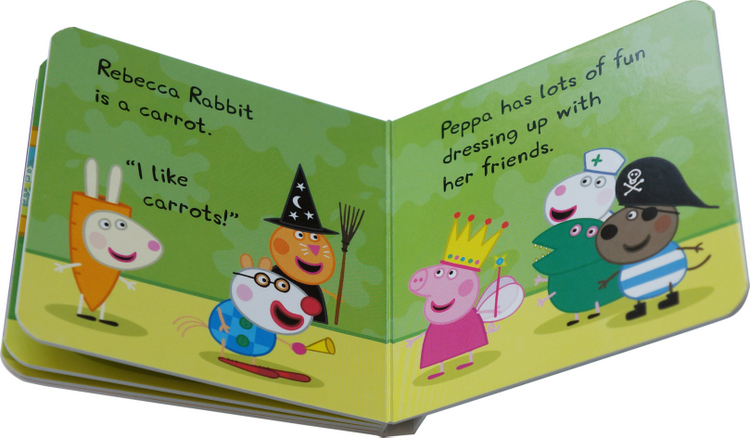 Rebecca Rabbit
is a carrot.
“I like
carrots!”
Peppa has lots of fun
dressing up with
her friends.